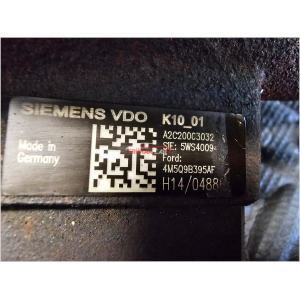 SIEMENS VDO K10_01
A2C20003032
Made in
Germany
SIE: 5WS4009
Ford:
4M5Q9B395AF
H14/0488